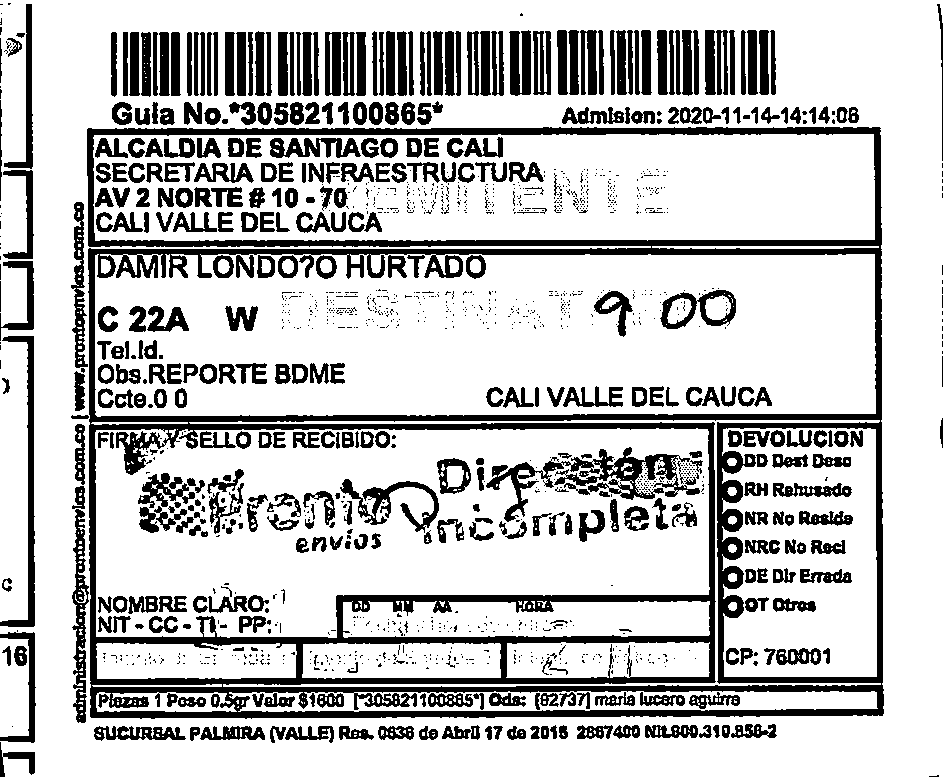 Guia No.*305821100865*
Admision: 2020-11-14-14:14:08
ALCALDIA DE SANTIAGO DE CALI
SECRETARIA DE INFRAESTRUCTURA
AV 2 NORTE # 10 - 70
CALI VALLE DEL CAUCA
REMITENTE
DAMIR LONDO?O HURTADO
C 22A W
DESTINATARIO
9 00
Tel.Id.
Obs.REPORTE BDME
Ccte.0 0
CALI VALLE DEL CAUCA
administracion@prontoenvios.com.co | www.prontoenvios.com.co
FIRMA Y SELLO DE RECIBIDO:
Pronto envios
Dirección incompleta
NOMBRE CLARO:
NIT - CC - TI - PP:
DD MM AA. HORA
DEVOLUCION
DD Dest Desc
RH Rehusado
NR No Reside
NRC No Recl
DE Dir Errada
OT Otros
CP: 760001
Piezas 1 Peso 0.5gr Valor $1600 [*305821100865*] Ods: [92737] maria lucero aguirre
SUCURSAL PALMIRA (VALLE) Res. 0638 de Abril 17 de 2015 2867400 Nit.900.310.856-2
16